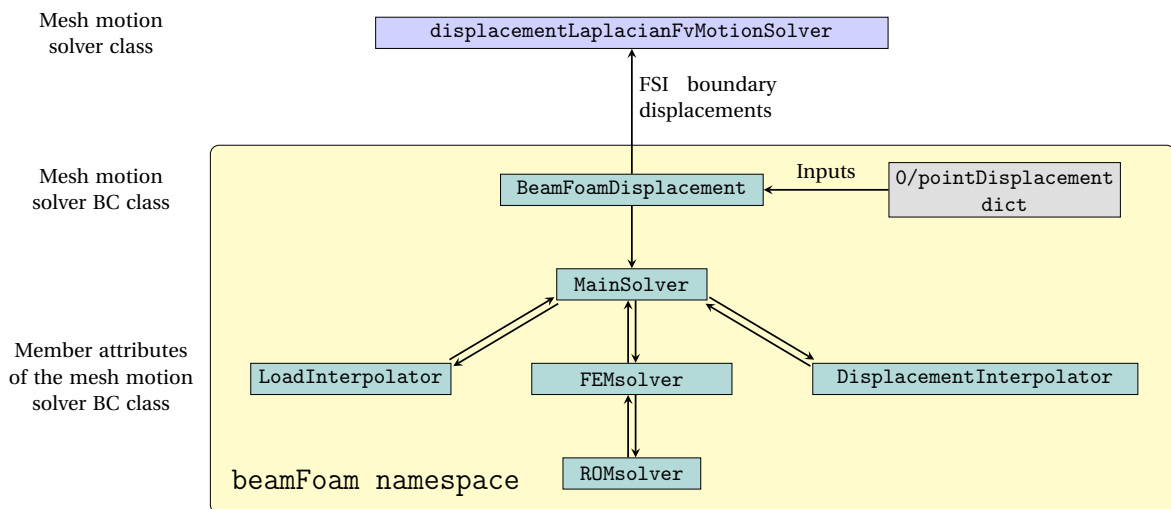 Mesh motion
solver class
displacementLaplacianFvMotionSolver
FSI boundary
displacements
Mesh motion
solver BC class
BeamFoamDisplacement
Inputs
0/pointDisplacement
dict
MainSolver
Member attributes
of the mesh motion
solver BC class
LoadInterpolator
FEMsolver
DisplacementInterpolator
ROMsolver
beamFoam namespace